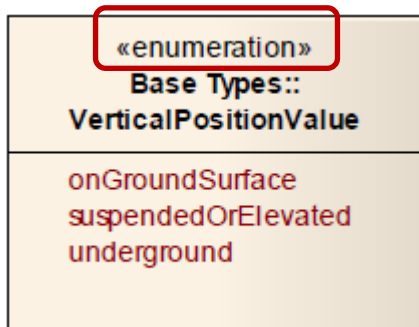 «enumeration»
Base Types::
VerticalPositionValue
onGroundSurface
suspendedOrElevated
underground